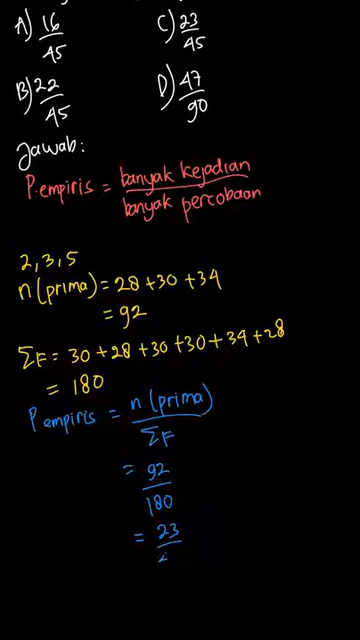 A) 16/45 C) 23/45
B) 22/45 D) 47/90
Jawab:
P.empiris = banyak kejadian / banyak percobaan
2, 3, 5
n (prima) = 28 + 30 + 34
= 92
ΣF = 30 + 28 + 30 + 30 + 34 + 28
= 180
P empiris = n (prima) / ΣF
= 92 / 180
= 23 /